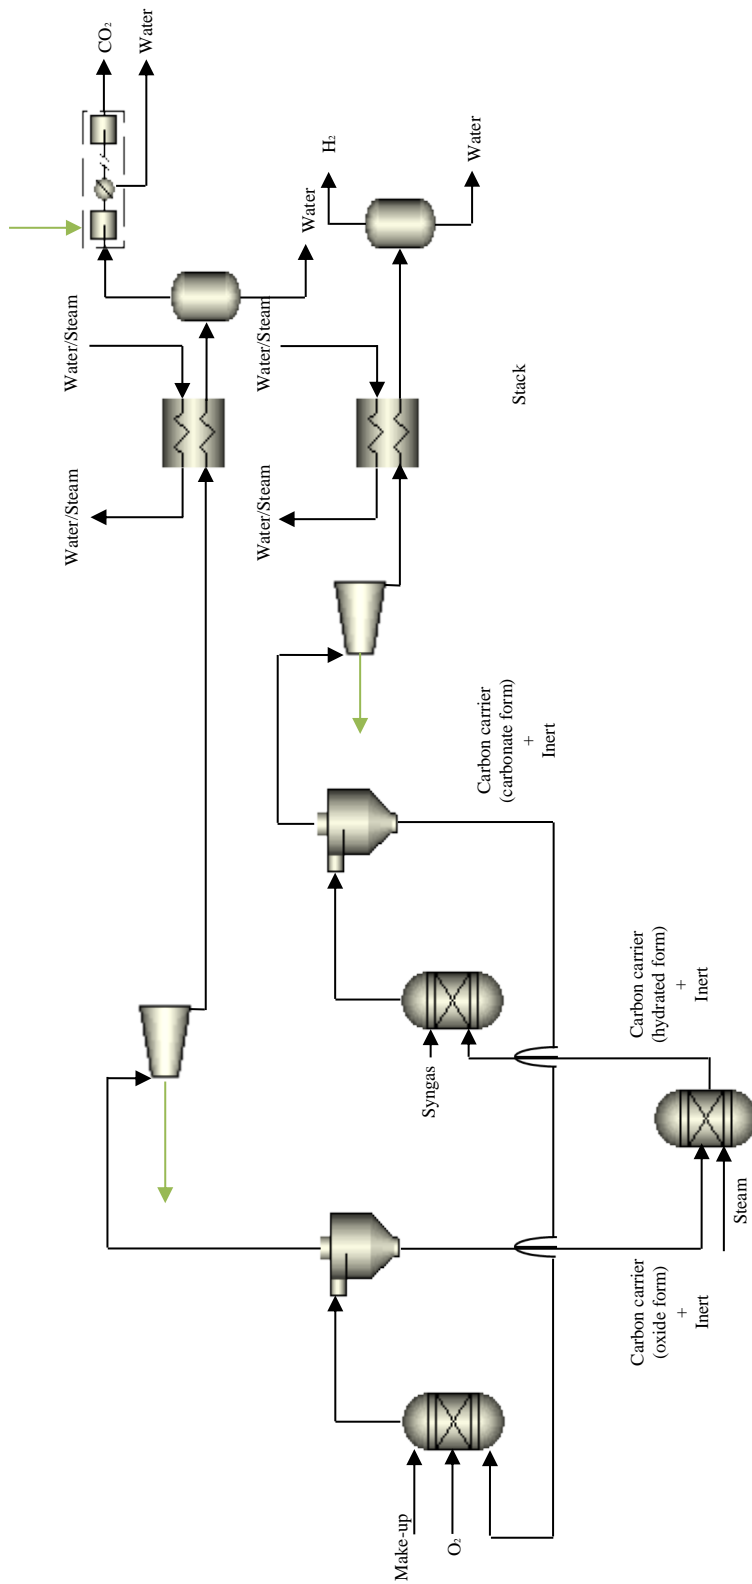 CO₂
Water
H₂
Water
Water
Water/Steam
Water/Steam
Water/Steam
Water/Steam
Stack
Carbon carrier
(carbonate form)
+
Inert
Syngas
Carbon carrier
(hydrated form)
+
Inert
Steam
Carbon carrier
(oxide form)
+
Inert
Make-up
O₂